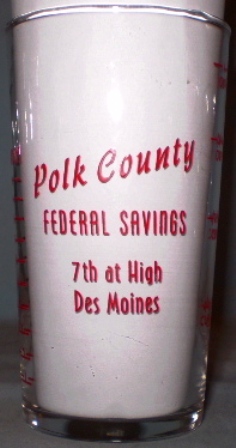 Polk County
FEDERAL SAVINGS
7th at High
Des Moines